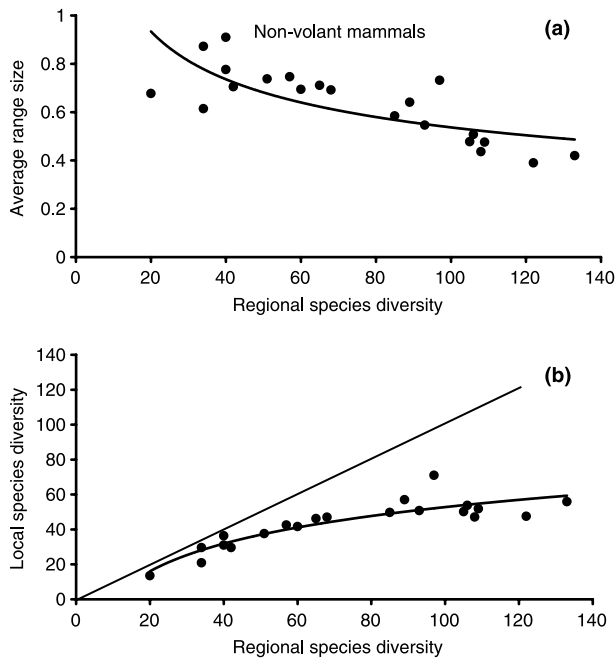 Non-volant mammals
(a)
Average range size
1
0.8
0.6
0.4
0.2
0
0 20 40 60 80 100 120 140
Regional species diversity
(b)
Local species diversity
140
120
100
80
60
40
20
0
0 20 40 60 80 100 120 140
Regional species diversity